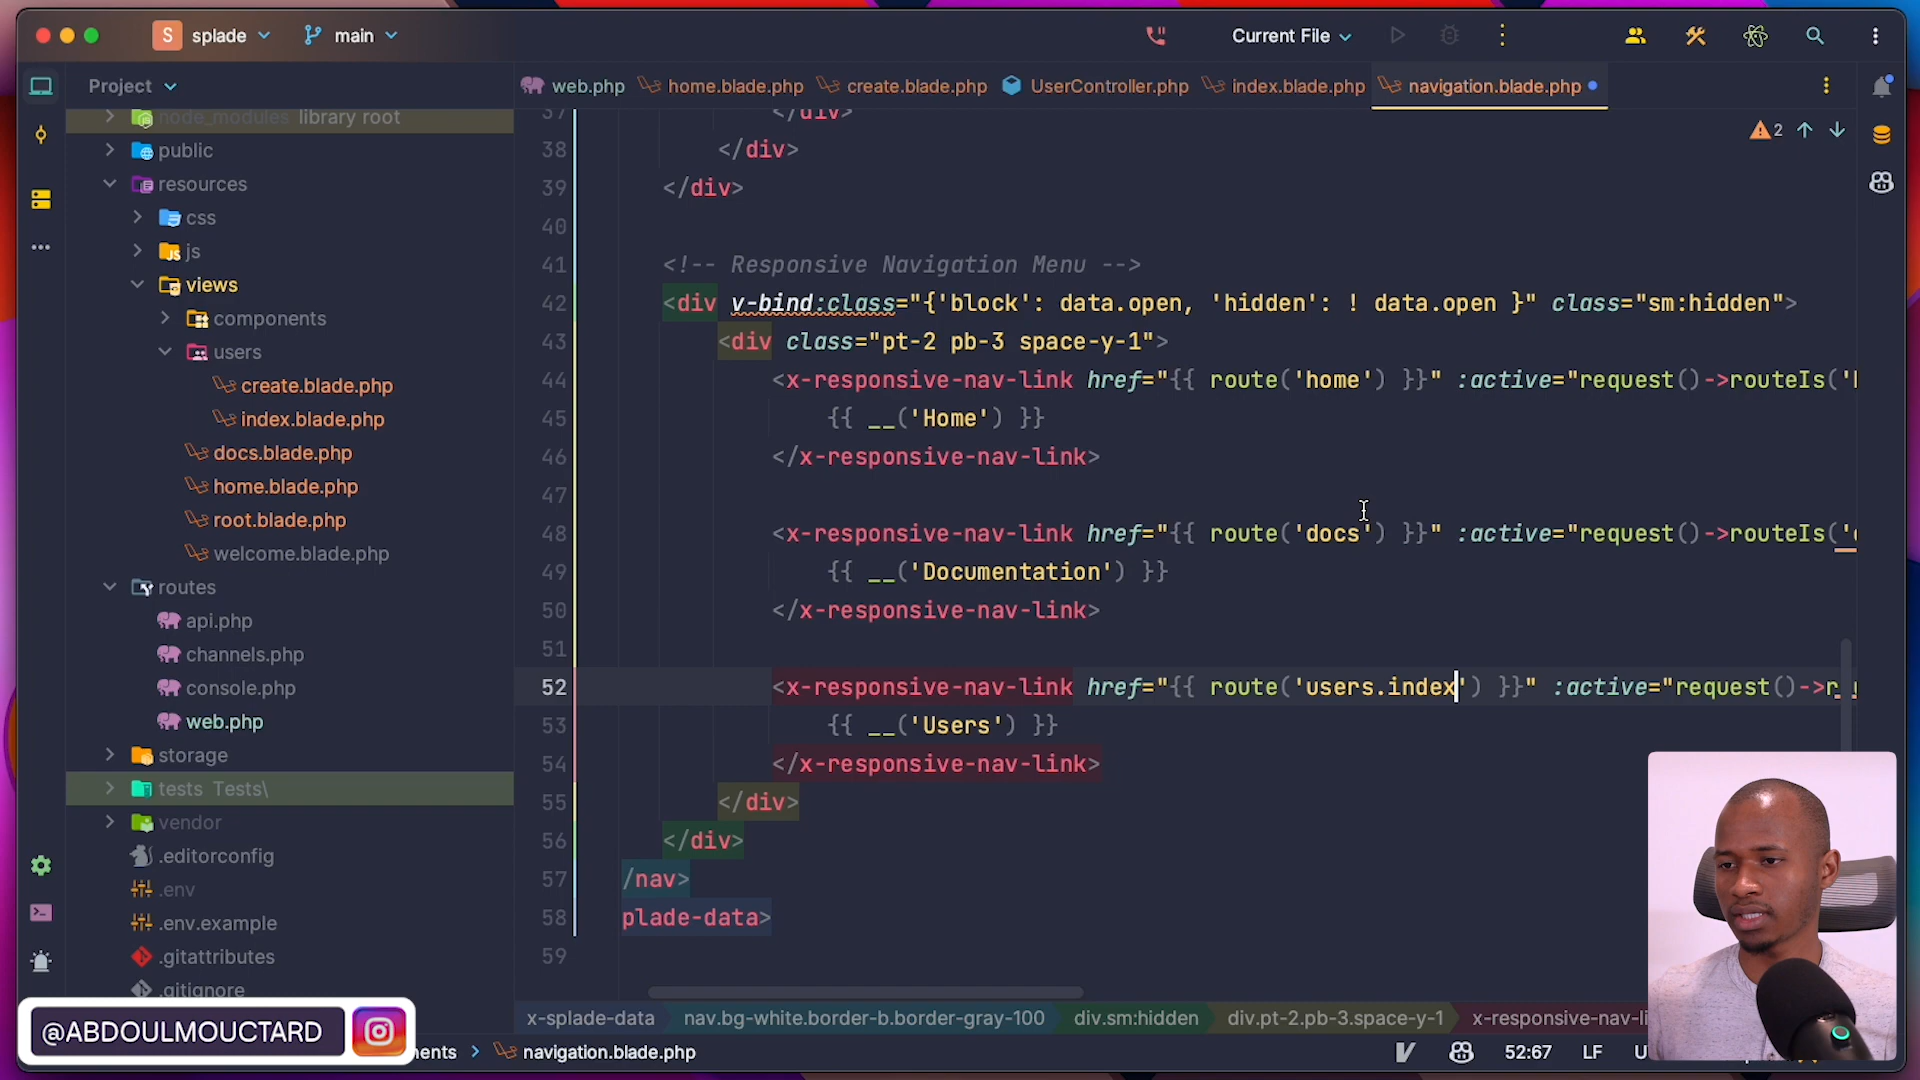 S splade main Current File
Project
web.php home.blade.php create.blade.php UserController.php index.blade.php navigation.blade.php
node_modules library root
public
resources
css
js
views
components
users
create.blade.php
index.blade.php
docs.blade.php
home.blade.php
root.blade.php
welcome.blade.php
routes
api.php
channels.php
console.php
web.php
storage
tests Tests\
vendor
.editorconfig
.env
.env.example
.gitattributes
.gitignore
2
37 </div>
38 </div>
39 </div>
40
41 <!-- Responsive Navigation Menu -->
42 <div v-bind:class="{'block': data.open, 'hidden': ! data.open }" class="sm:hidden">
43 <div class="pt-2 pb-3 space-y-1">
44 <x-responsive-nav-link href="{{ route('home') }}" :active="request()->routeIs('
45 {{ __('Home') }}
46 </x-responsive-nav-link>
47
48 <x-responsive-nav-link href="{{ route('docs') }}" :active="request()->routeIs('
49 {{ __('Documentation') }}
50 </x-responsive-nav-link>
51
52 <x-responsive-nav-link href="{{ route('users.index') }}" :active="request()->
53 {{ __('Users') }}
54 </x-responsive-nav-link>
55 </div>
56 </div>
57 /nav>
58 plade-data>
59
x-splade-data nav.bg-white.border-b.border-gray-100 div.sm:hidden div.pt-2.pb-3.space-y-1 x-responsive-nav-li
@ABDOULMOUCTARD
nents > navigation.blade.php 52:67 LF U